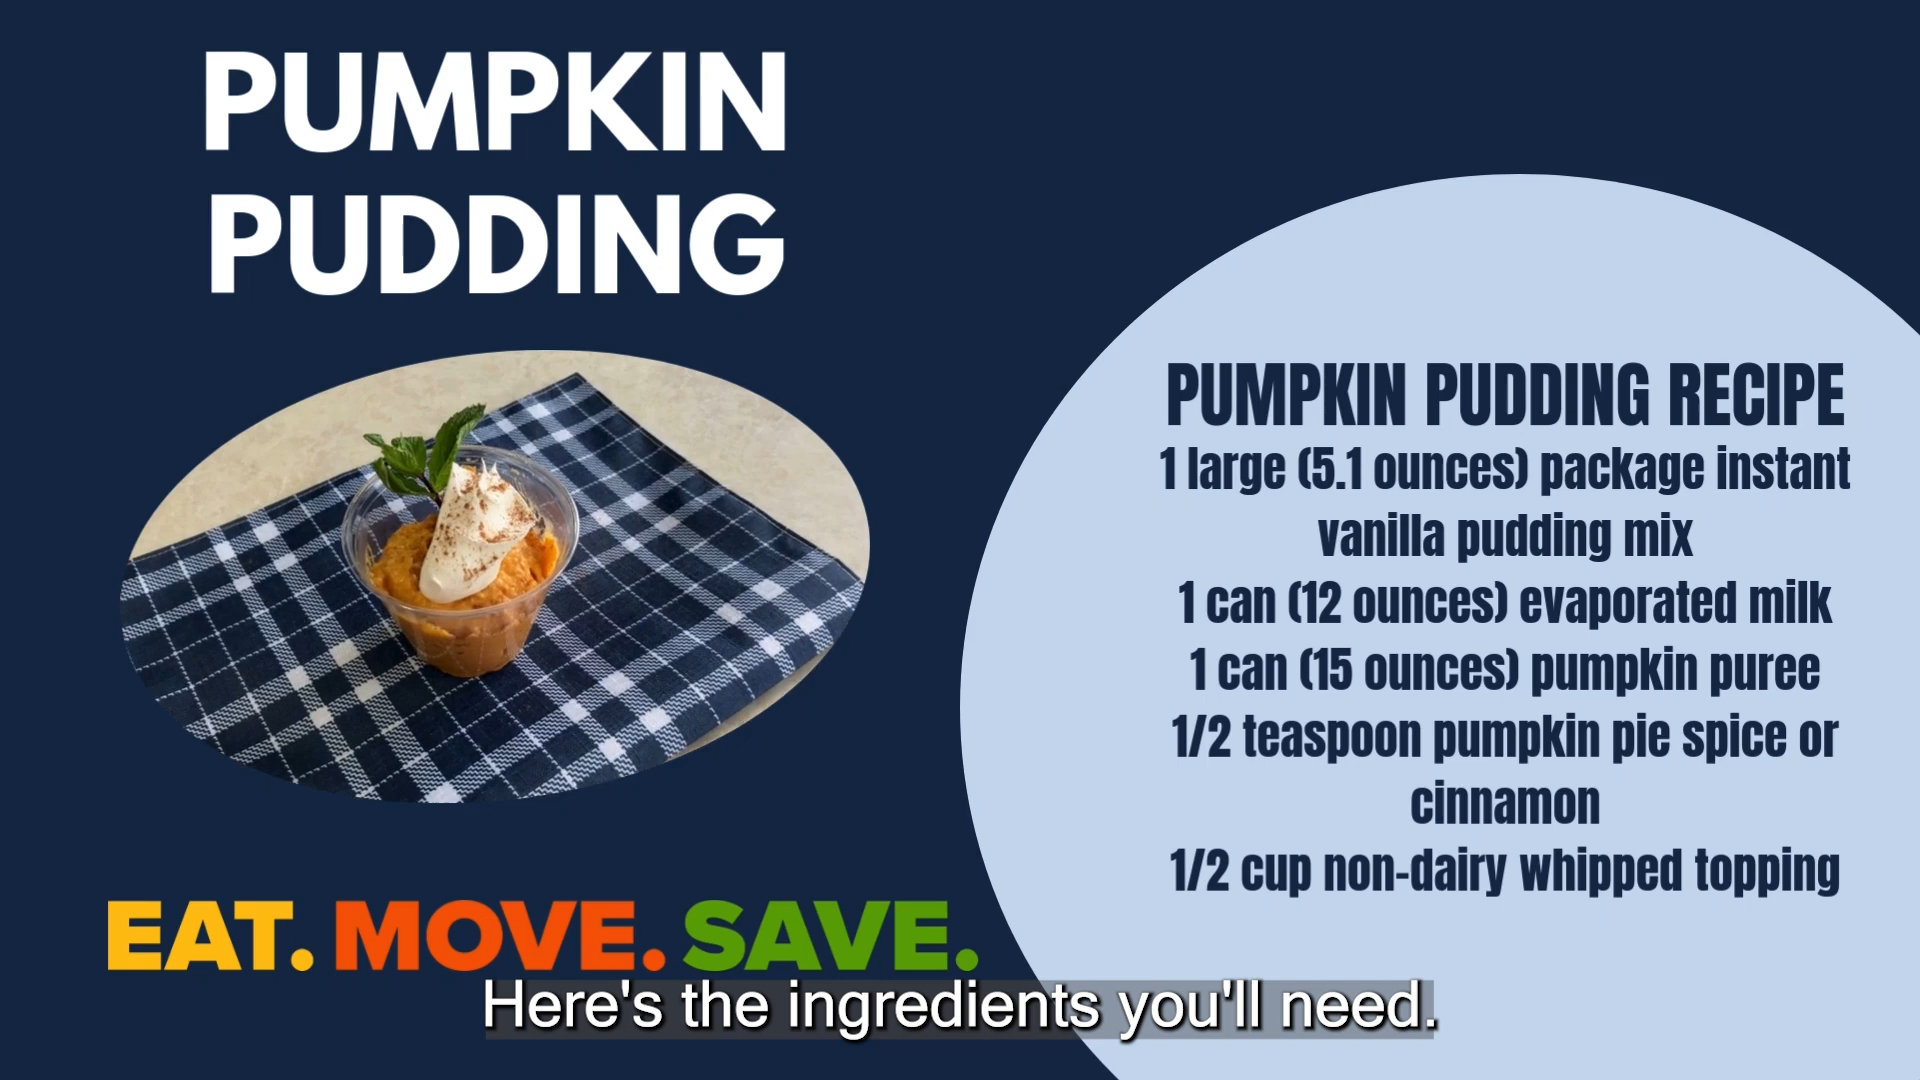 PUMPKIN
PUDDING
PUMPKIN PUDDING RECIPE
1 large (5.1 ounces) package instant
vanilla pudding mix
1 can (12 ounces) evaporated milk
1 can (15 ounces) pumpkin puree
1/2 teaspoon pumpkin pie spice or
cinnamon
1/2 cup non-dairy whipped topping
EAT. MOVE. SAVE.
Here's the ingredients you'll need.